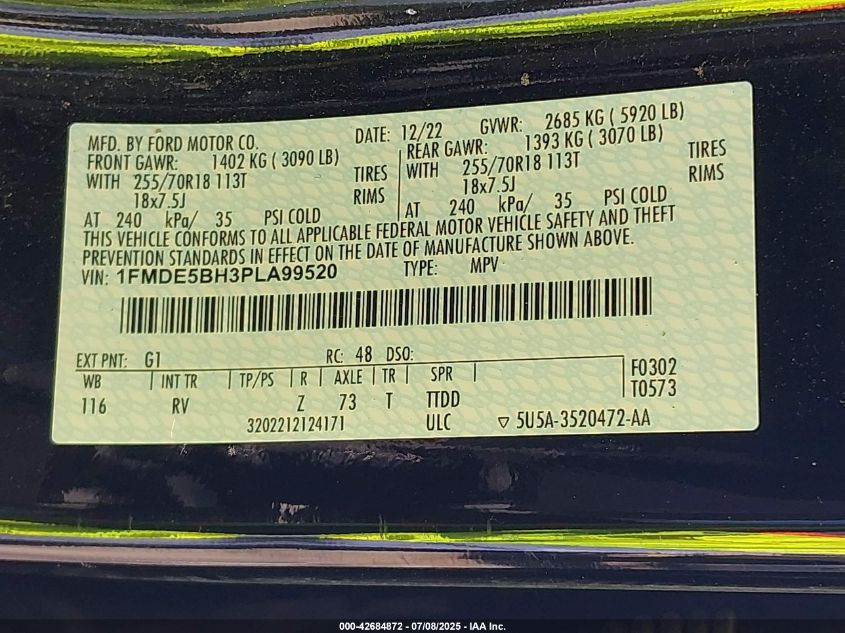 MFD. BY FORD MOTOR CO. DATE: 12/22 GVWR: 2685 KG ( 5920 LB)
FRONT GAWR: 1402 KG ( 3090 LB) REAR GAWR: 1393 KG ( 3070 LB)
WITH 255/70R18 113T TIRES WITH 255/70R18 113T TIRES
18x7.5J RIMS 18x7.5J RIMS
AT 240 kPa/ 35 PSI COLD AT 240 kPa/ 35 PSI COLD
THIS VEHICLE CONFORMS TO ALL APPLICABLE FEDERAL MOTOR VEHICLE SAFETY AND THEFT
PREVENTION STANDARDS IN EFFECT ON THE DATE OF MANUFACTURE SHOWN ABOVE.
VIN: 1FMDE5BH3PLA99520 TYPE: MPV
EXT PNT: G1 RC: 48 DSO:
WB INT TR TP/PS R AXLE TR SPR F0302
116 RV Z 73 T TTDD T0573
3202212124171 ULC ▽ 5U5A-3520472-AA
000-42684872 - 07/08/2025 - IAA Inc.